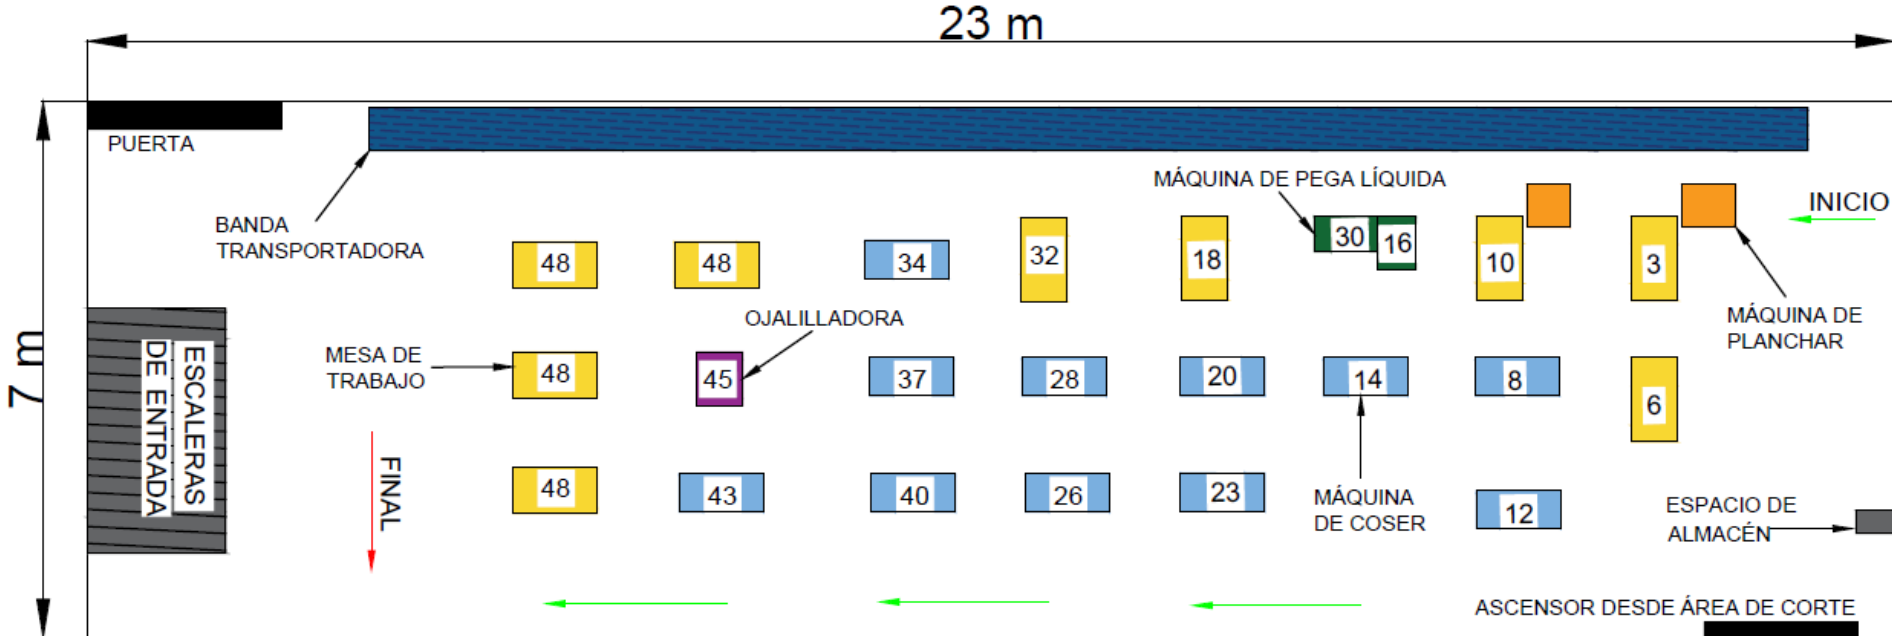 23 m
7 m
PUERTA
BANDA
TRANSPORTADORA
MÁQUINA DE PEGA LÍQUIDA
INICIO
48
48
34
32
18
30
16
10
3
MÁQUINA DE
PLANCHAR
OJALILLADORA
MESA DE
TRABAJO
48
45
37
28
20
14
8
6
ESCALERAS
DE ENTRADA
FINAL
48
43
40
26
23
MÁQUINA
DE COSER
12
ESPACIO DE
ALMACÉN
ASCENSOR DESDE ÁREA DE CORTE